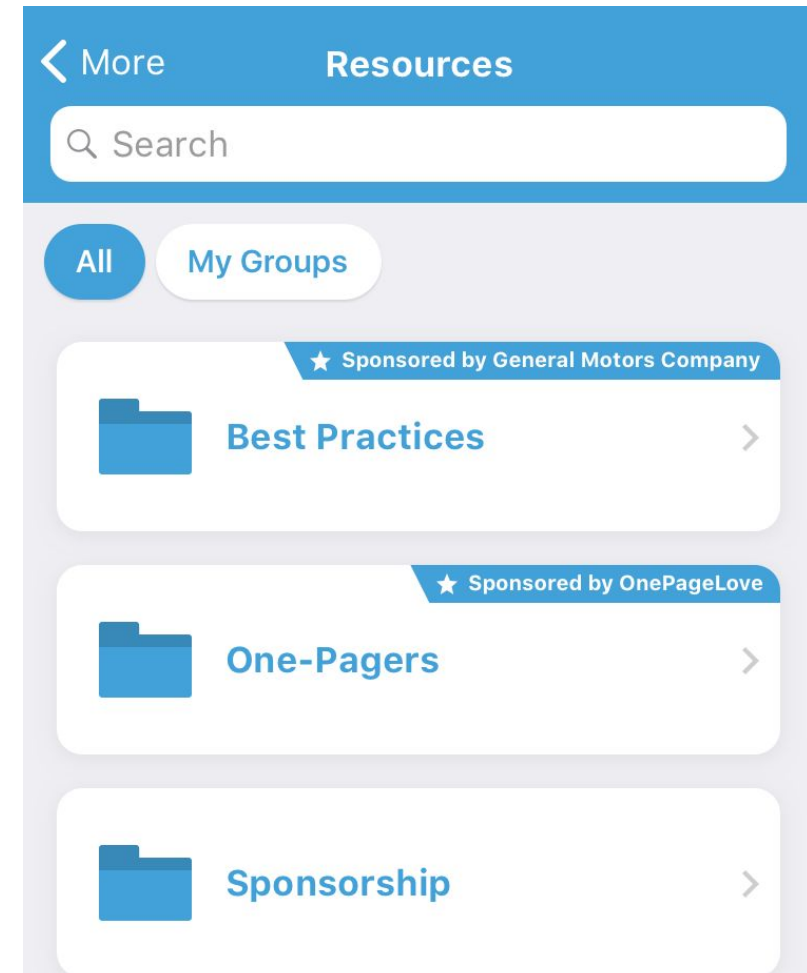 More
Resources
Search
All
My Groups
Sponsored by General Motors Company
Best Practices
Sponsored by OnePageLove
One-Pagers
Sponsorship